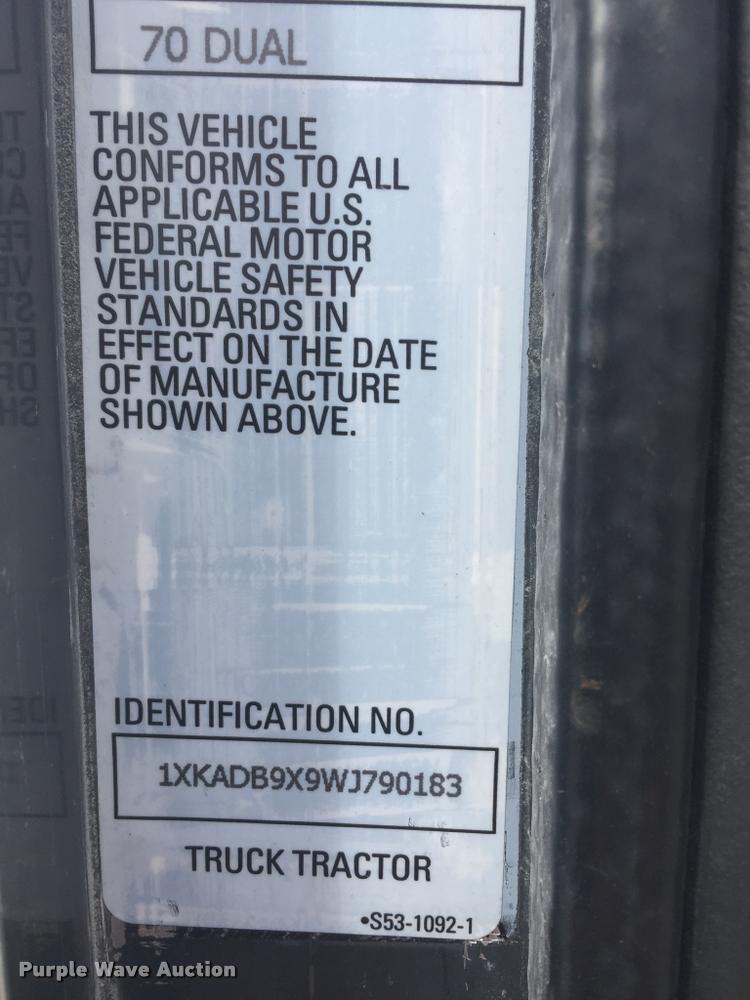 70 DUAL
THIS VEHICLE
CONFORMS TO ALL
APPLICABLE U.S.
FEDERAL MOTOR
VEHICLE SAFETY
STANDARDS IN
EFFECT ON THE DATE
OF MANUFACTURE
SHOWN ABOVE.
IDENTIFICATION NO.
1XKADB9X9WJ790183
TRUCK TRACTOR
•S53-1092-1
Purple Wave Auction